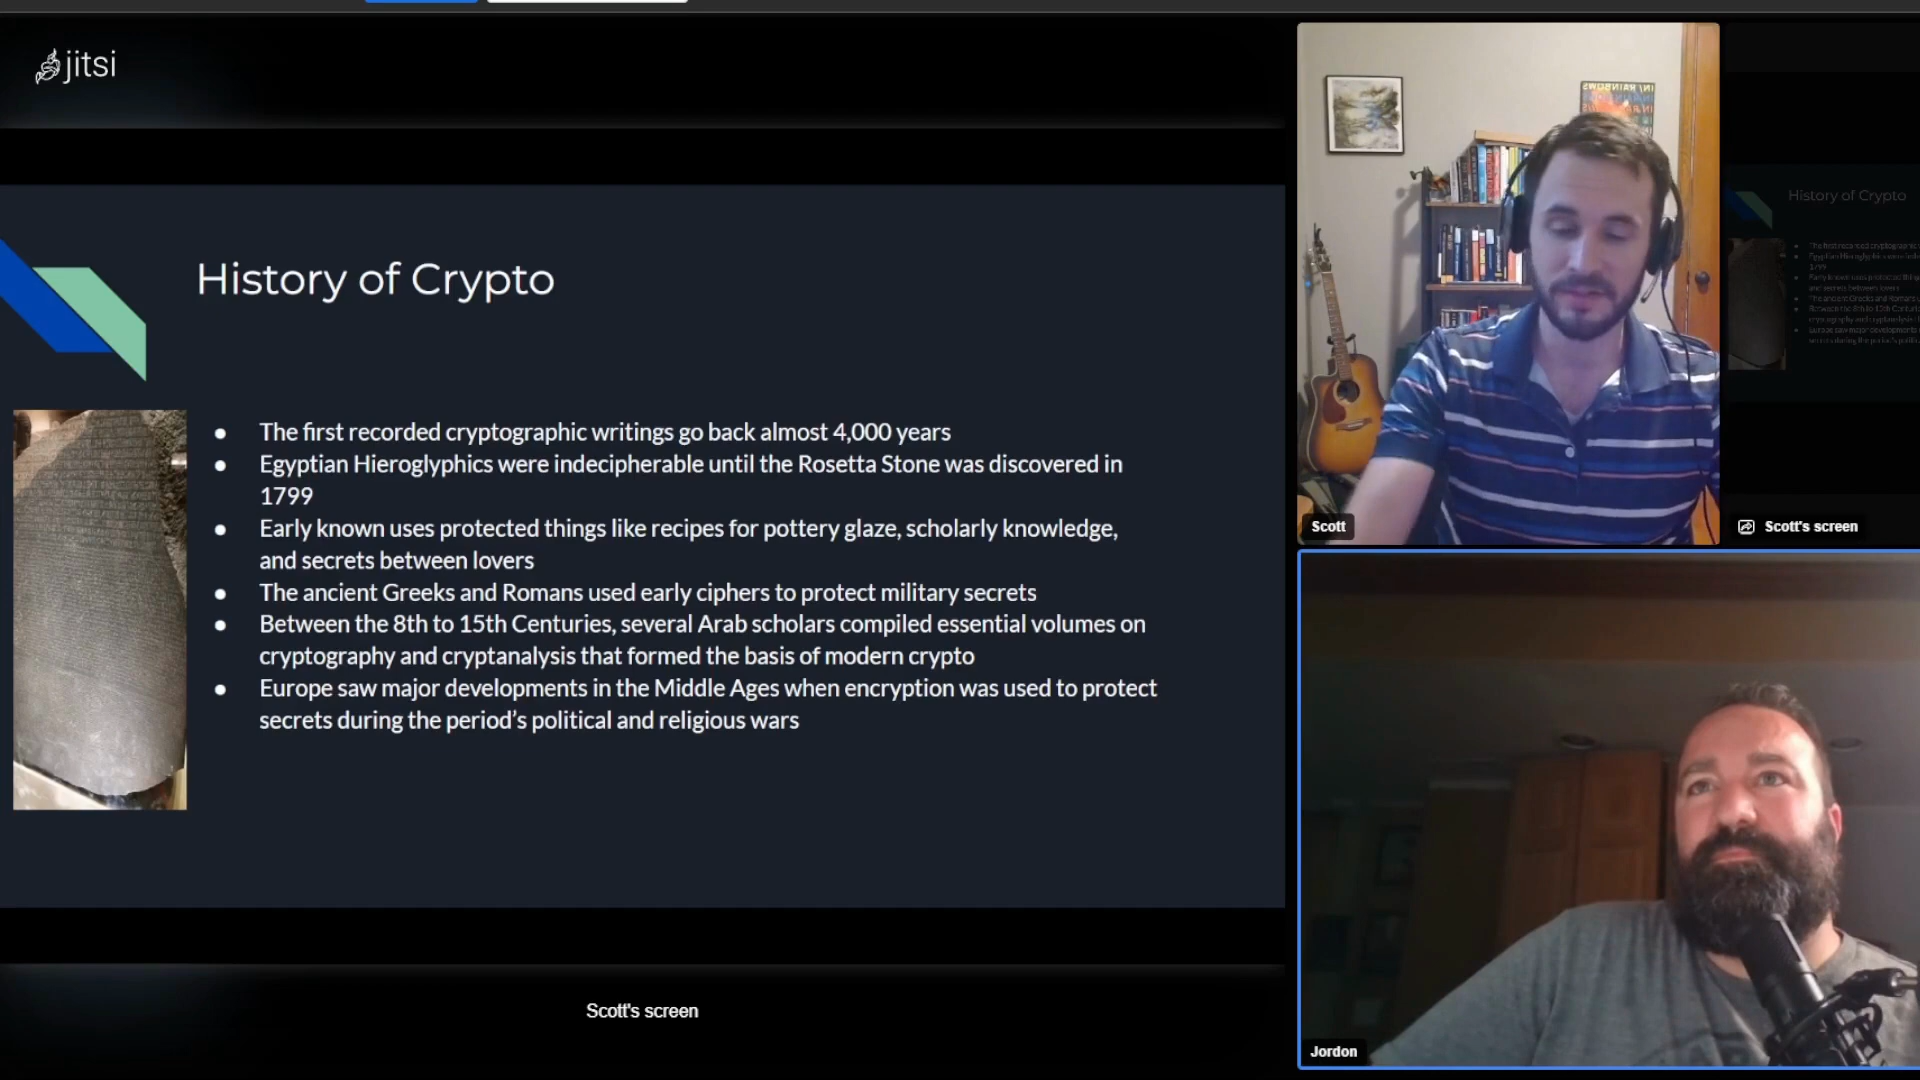 jitsi
History of Crypto
● The first recorded cryptographic writings go back almost 4,000 years
● Egyptian Hieroglyphics were indecipherable until the Rosetta Stone was discovered in
1799
● Early known uses protected things like recipes for pottery glaze, scholarly knowledge,
and secrets between lovers
● The ancient Greeks and Romans used early ciphers to protect military secrets
● Between the 8th to 15th Centuries, several Arab scholars compiled essential volumes on
cryptography and cryptanalysis that formed the basis of modern crypto
● Europe saw major developments in the Middle Ages when encryption was used to protect
secrets during the period's political and religious wars
Scott's screen
IN/RAINBOWS
Scott
History of Crypto
Scott's screen
Jordon